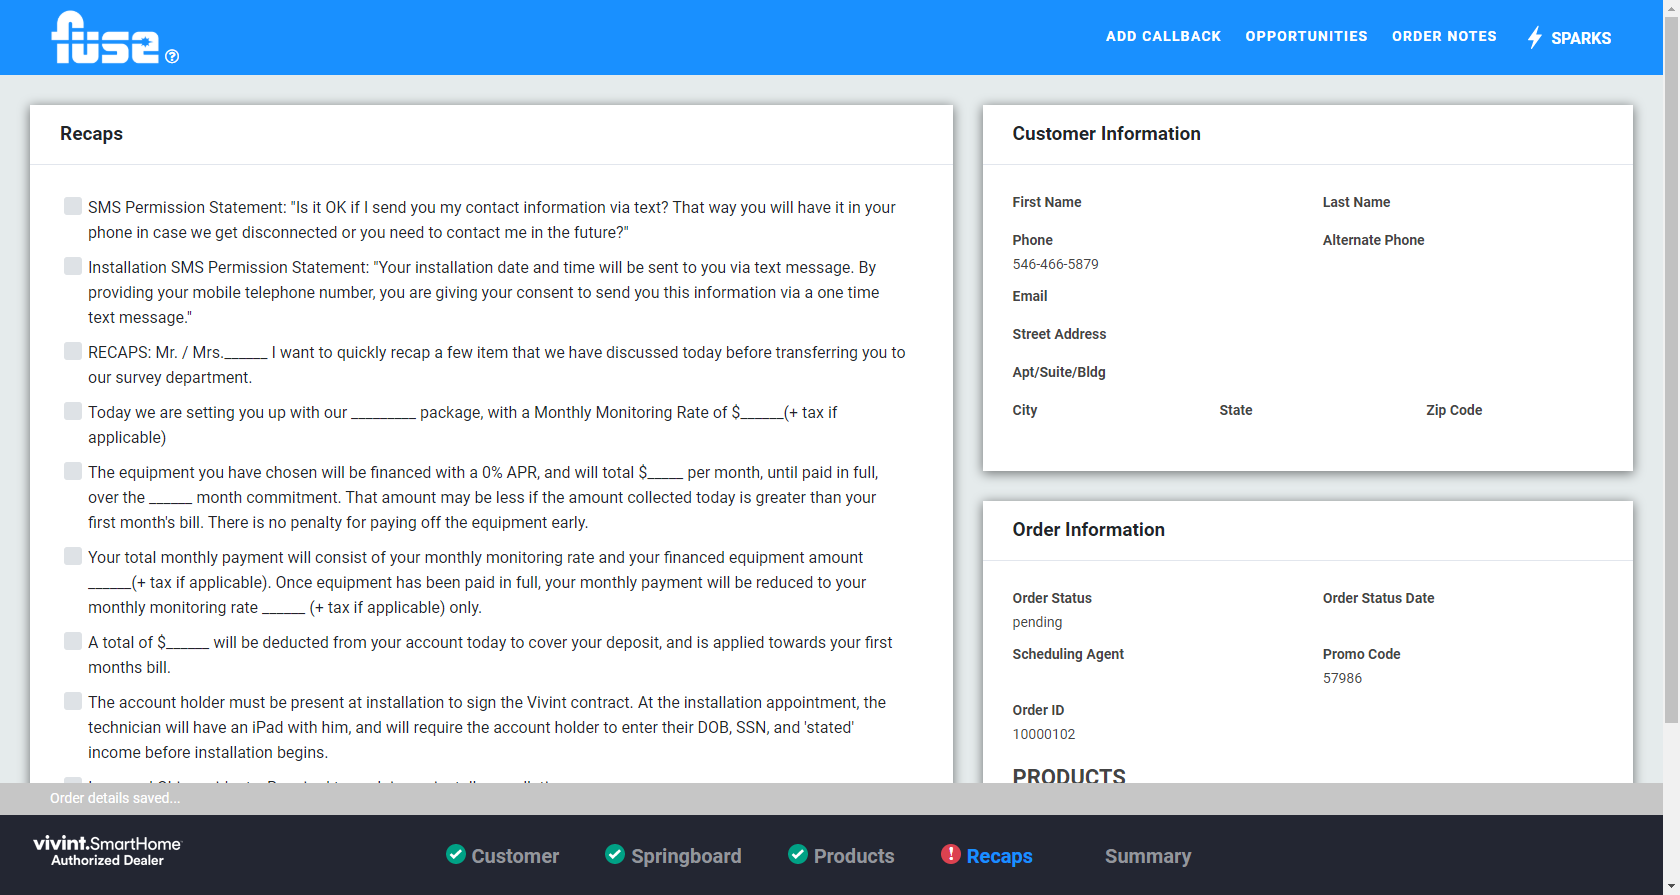 fuse
ADD CALLBACK OPPORTUNITIES ORDER NOTES SPARKS
Recaps
SMS Permission Statement: "Is it OK if I send you my contact information via text? That way you will have it in your
phone in case we get disconnected or you need to contact me in the future?"
Installation SMS Permission Statement: "Your installation date and time will be sent to you via text message. By
providing your mobile telephone number, you are giving your consent to send you this information via a one time
text message."
RECAPS: Mr. / Mrs.______ I want to quickly recap a few item that we have discussed today before transferring you to
our survey department.
Today we are setting you up with our _________ package, with a Monthly Monitoring Rate of $______(+ tax if
applicable)
The equipment you have chosen will be financed with a 0% APR, and will total $_____ per month, until paid in full,
over the ______ month commitment. That amount may be less if the amount collected today is greater than your
first month's bill. There is no penalty for paying off the equipment early.
Your total monthly payment will consist of your monthly monitoring rate and your financed equipment amount
______(+ tax if applicable). Once equipment has been paid in full, your monthly payment will be reduced to your
monthly monitoring rate ______ (+ tax if applicable) only.
A total of $______ will be deducted from your account today to cover your deposit, and is applied towards your first
months bill.
The account holder must be present at installation to sign the Vivint contract. At the installation appointment, the
technician will have an iPad with him, and will require the account holder to enter their DOB, SSN, and 'stated'
income before installation begins.
Customer Information
First Name Last Name
Phone Alternate Phone
546-466-5879
Email
Street Address
Apt/Suite/Bldg
City State Zip Code
Order Information
Order Status Order Status Date
pending
Scheduling Agent Promo Code
57986
Order ID
10000102
PRODUCTS
Order details saved...
vivint.SmartHome
Authorized Dealer
Customer Springboard Products Recaps Summary